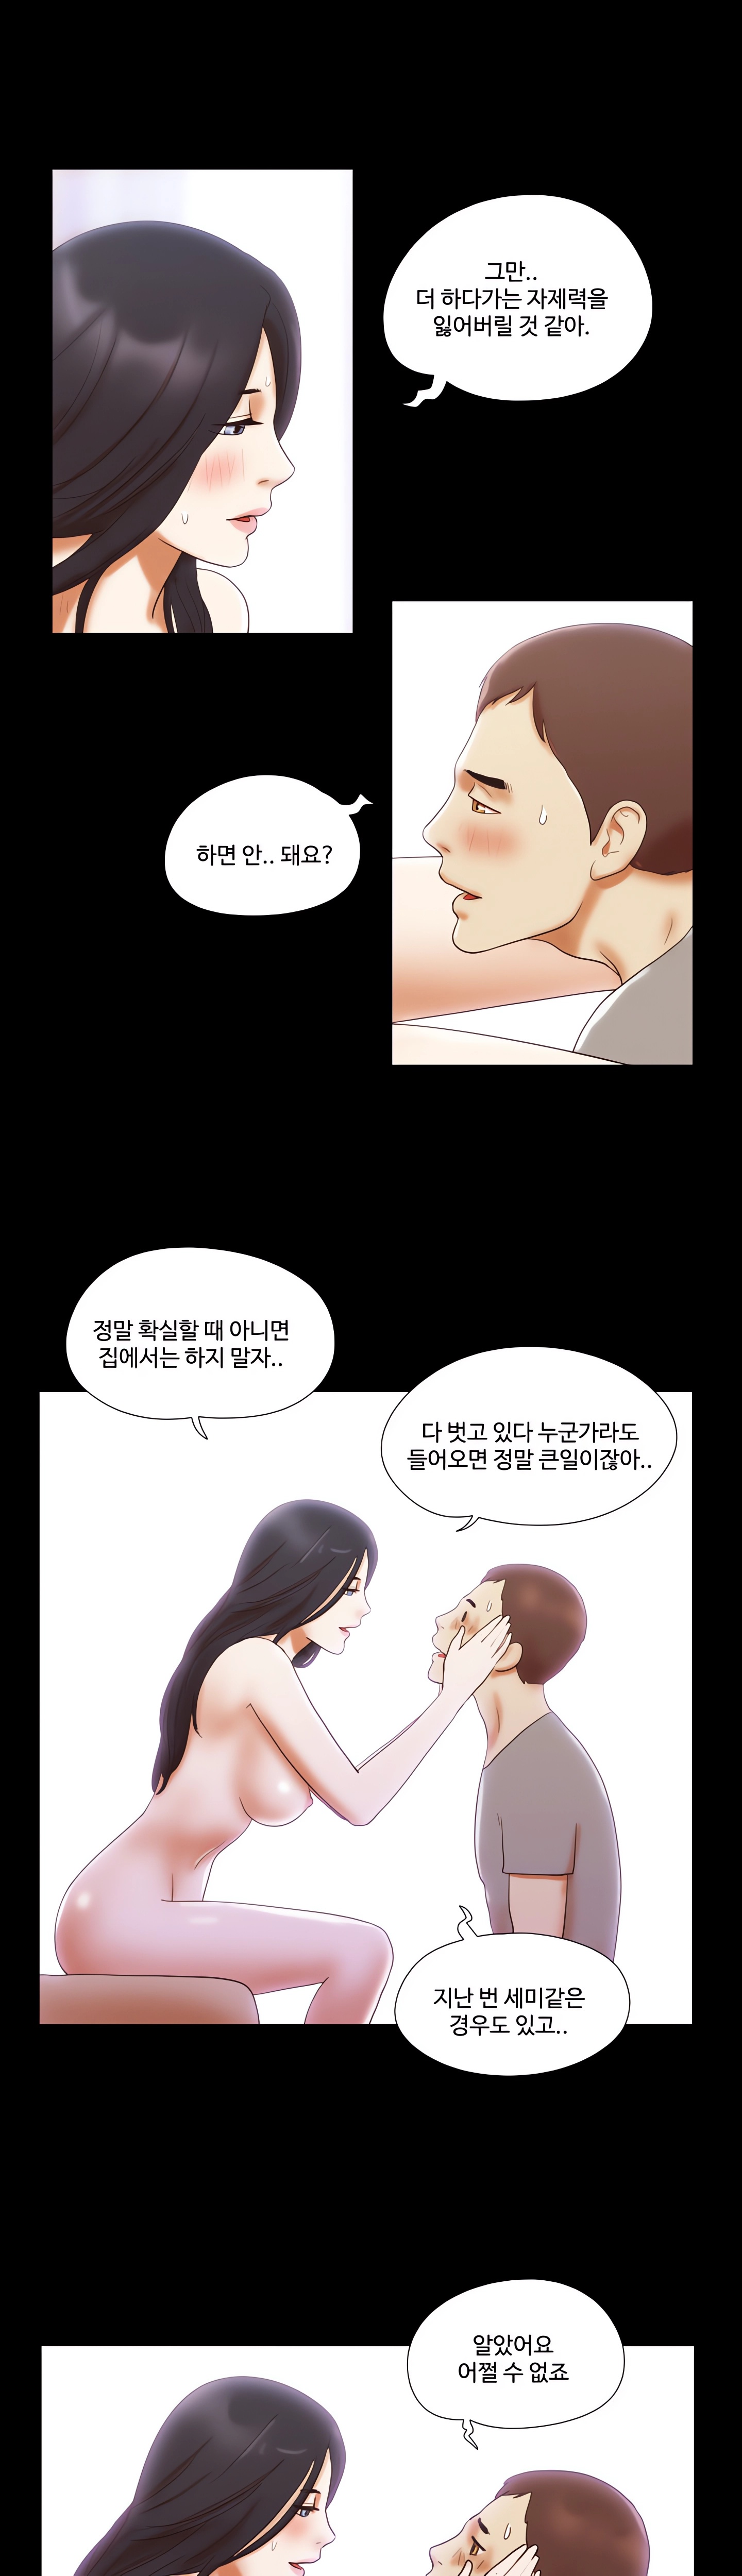 그만..
더 하다가는 자제력을
잃어버릴 것 같아.
하면 안.. 돼요?
정말 확실할 때 아니면
집에서는 하지 말자..
다 벗고 있다 누군가라도
들어오면 정말 큰일이잖아..
지난 번 세미같은
경우도 있고..
알았어요
어쩔 수 없죠